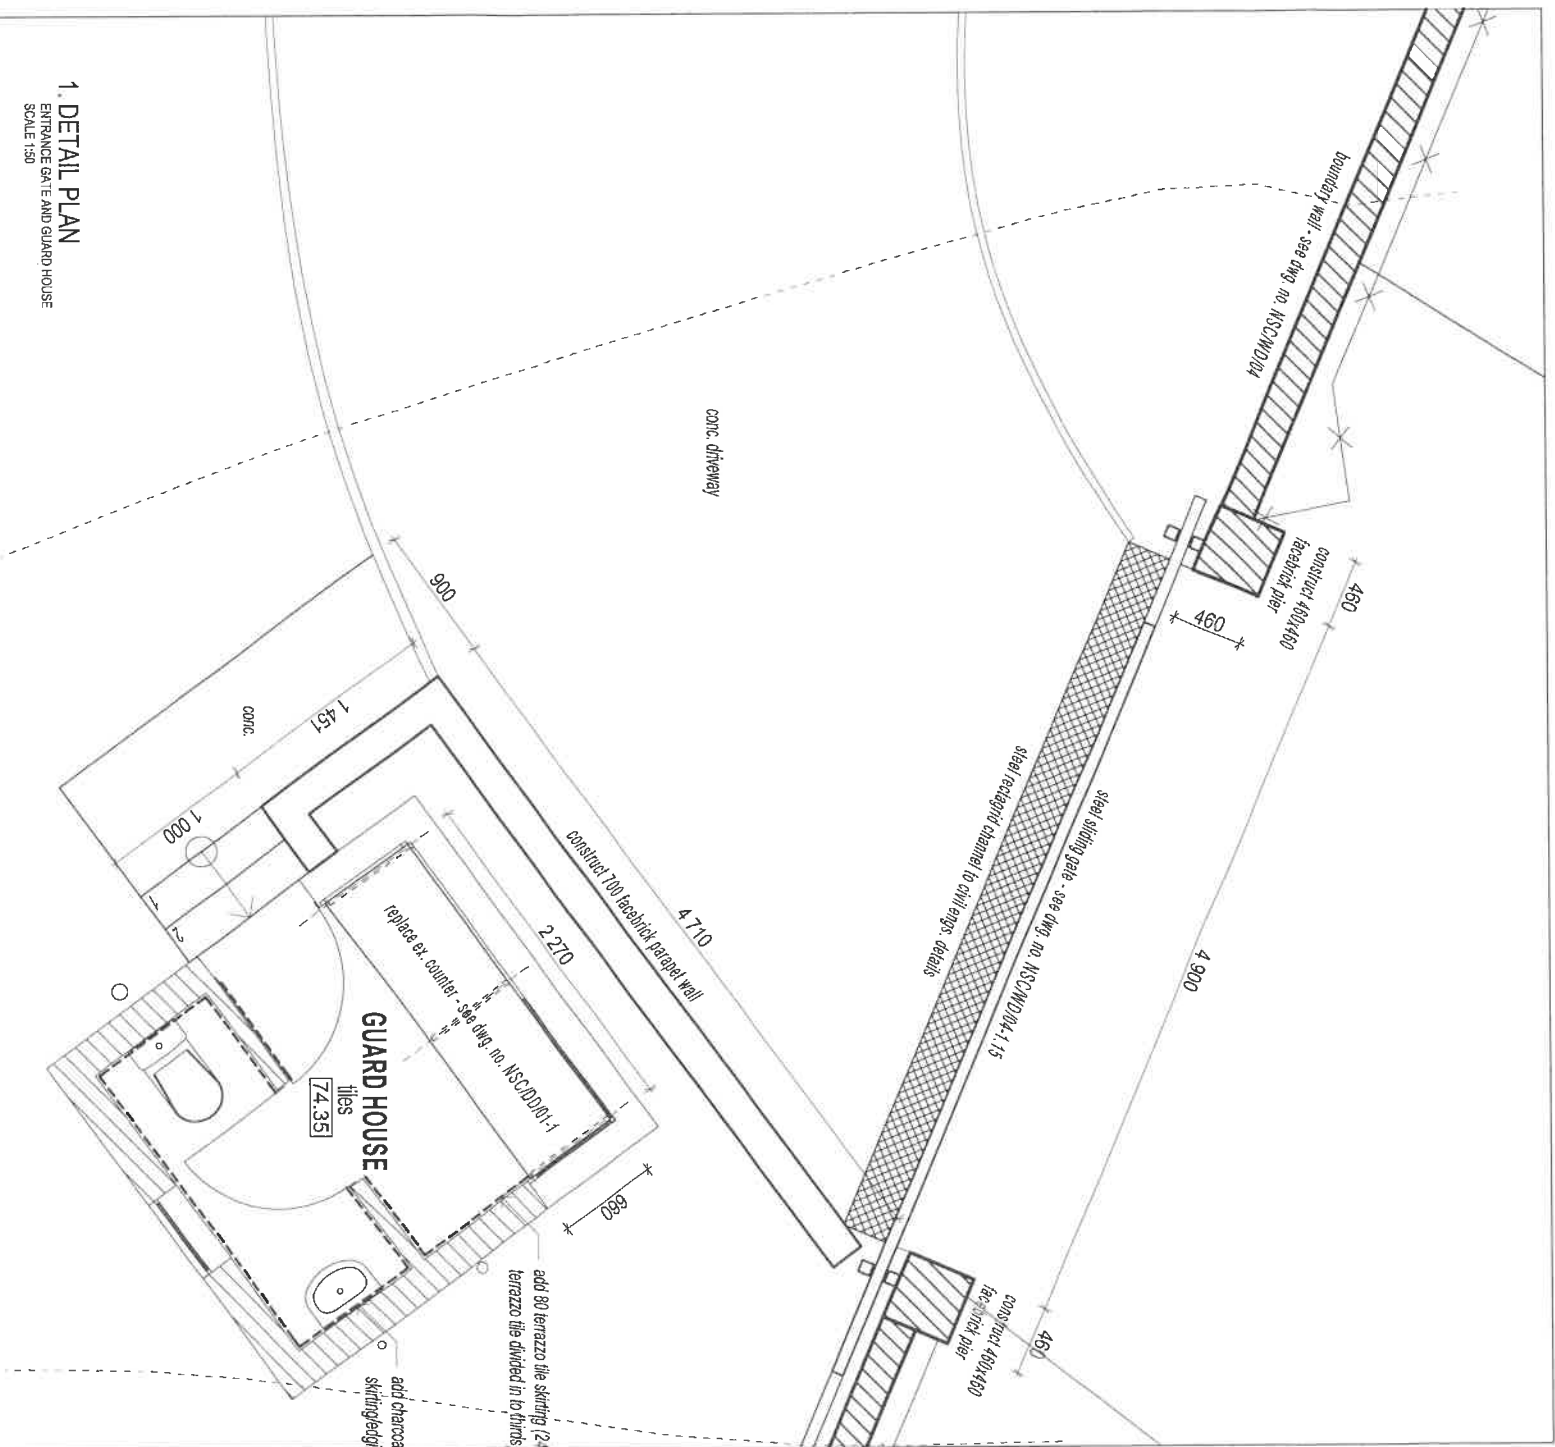 1. DETAIL PLAN
ENTRANCE GATE AND GUARD HOUSE
SCALE 1:50
boundary wall - see dwg. no. NSC/WD/04
conc. driveway
construct 460x460
facebrick pier
460
460
steel rectagrid channel to civil engs. details
steel sliding gate - see dwg. no. NSC/WD/04-1.15
4 900
900
1 451
conc.
1 000
1
2
4 710
construct 700 facebrick parapet wall
2 270
replace ex. counter - see dwg. no. NSC/DD/01-1
GUARD HOUSE
tiles
74.35
660
construct 460x460
facebrick pier
460
add 80 terrazzo tile skirting
terrazzo tile divided in to thirds
add